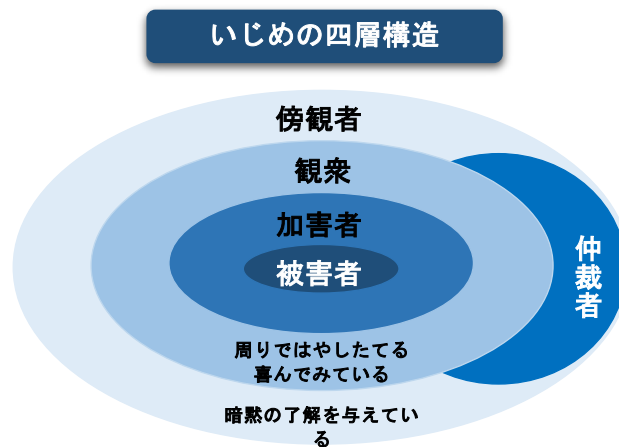 いじめの四層構造
傍観者
観衆
加害者
被害者
仲裁者
周りではやしたてる
喜んでみている
暗黙の了解を与えてい
る